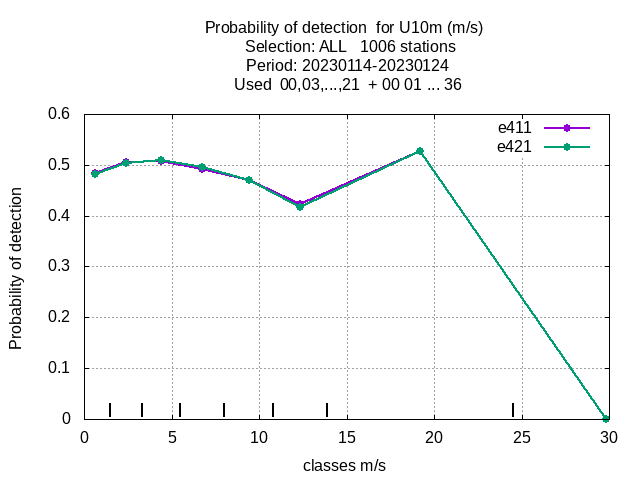 Probability of detection  for U10m (m/s)
Selection: ALL   1006 stations
Period: 20230114-20230124
Used  00,03,...,21  + 00 01 ... 36
e411
e421
0.6
0.5
0.4
0.3
0.2
0.1
0
Probability of detection
0 5 10 15 20 25 30
classes m/s